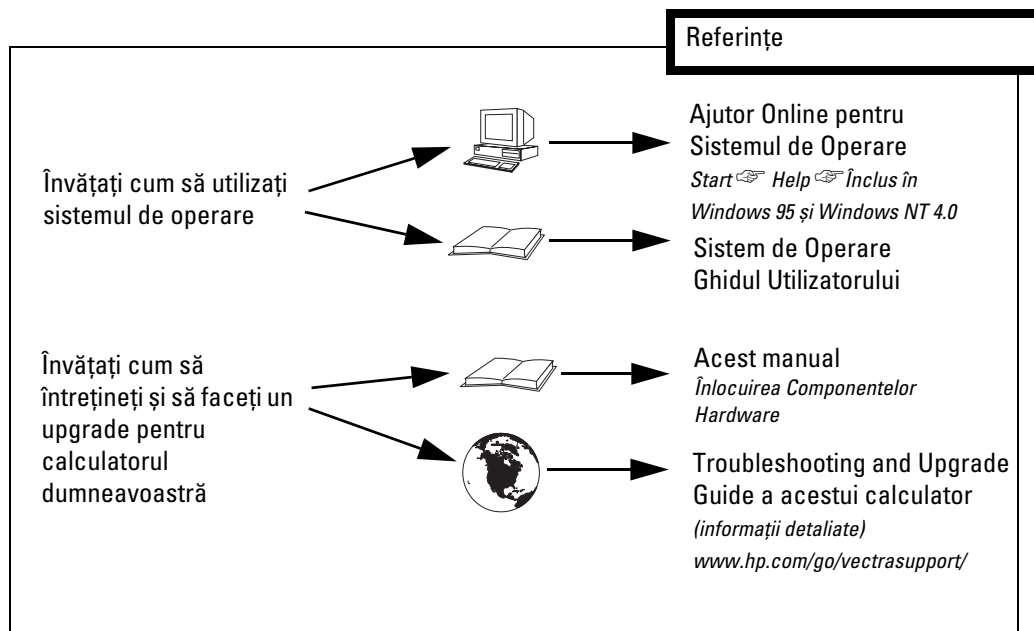 Referințe
Învățați cum să utilizați
sistemul de operare
Ajutor Online pentru
Sistemul de Operare
Start ☞ Help ☞ Înclus în
Windows 95 și Windows NT 4.0
Sistem de Operare
Ghidul Utilizatorului
Învățați cum să
întrețineți și să faceți un
upgrade pentru
calculatorul
dumneavoastră
Acest manual
Înlocuirea Componentelor
Hardware
Troubleshooting and Upgrade
Guide a acestui calculator
(informații detaliate)
www.hp.com/go/vectrasupport/